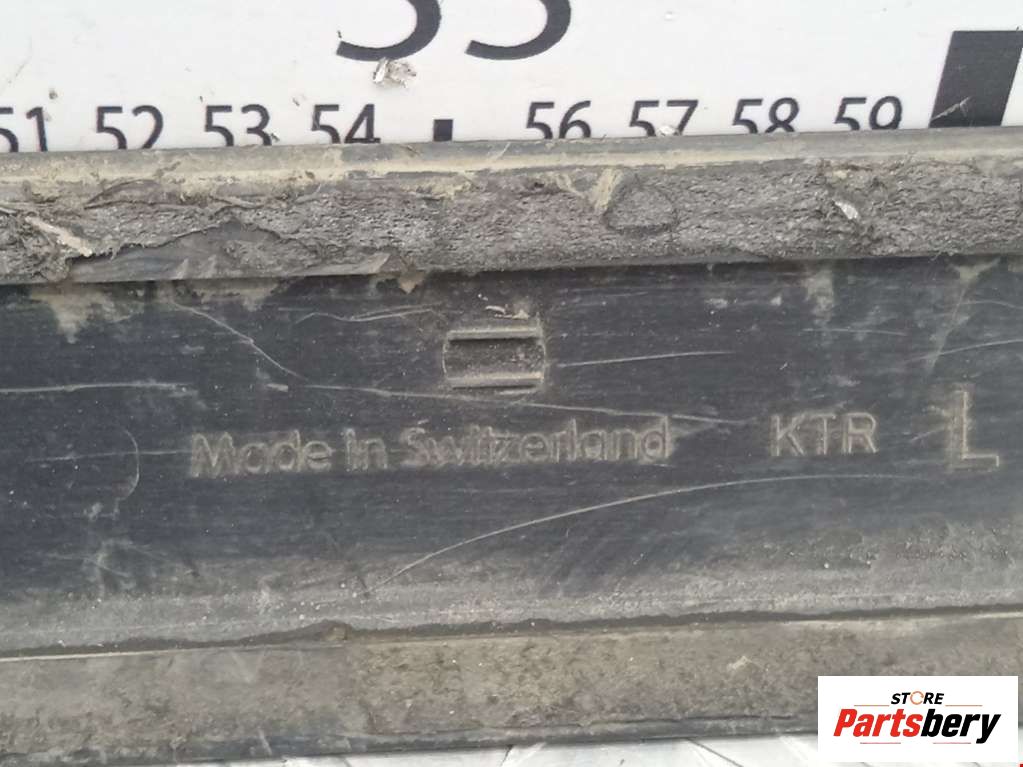 55
51 52 53 54 56 57 58 59
Made in Switzerland KTR L
STORE
Partsbery